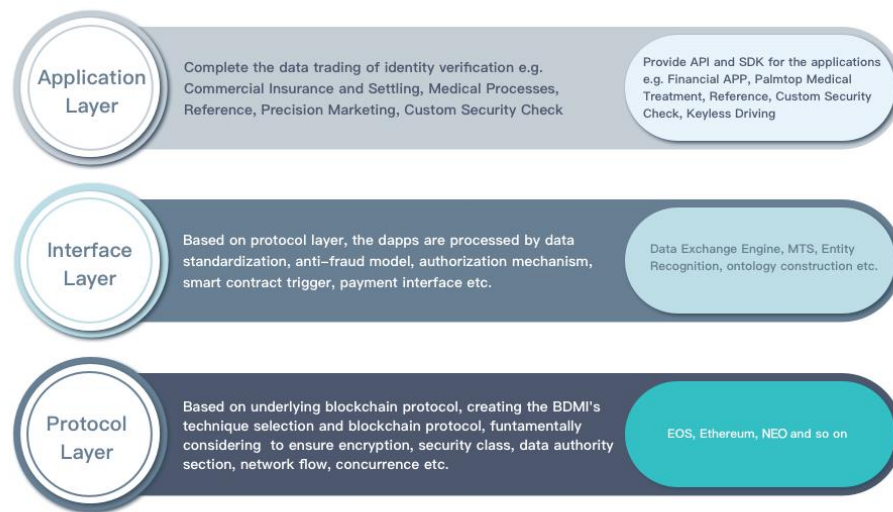 Application
Layer
Complete the data trading of identity verification e.g.
Commercial Insurance and Settling, Medical Processes,
Reference, Precision Marketing, Custom Security Check
Provide API and SDK for the applications
e.g. Financial APP, Palmtop Medical
Treatment, Reference, Custom Security
Check, Keyless Driving
Interface
Layer
Based on protocol layer, the dapps are processed by data
standardization, anti-fraud model, authorization mechanism,
smart contract trigger, payment interface etc.
Data Exchange Engine, MTS, Entity
Recognition, ontology construction etc.
Protocol
Layer
Based on underlying blockchain protocol, creating the BDMI's
technique selection and blockchain protocol, funtamentally
considering to ensure encryption, security class, data authority
section, network flow, concurrence etc.
EOS, Ethereum, NEO and so on